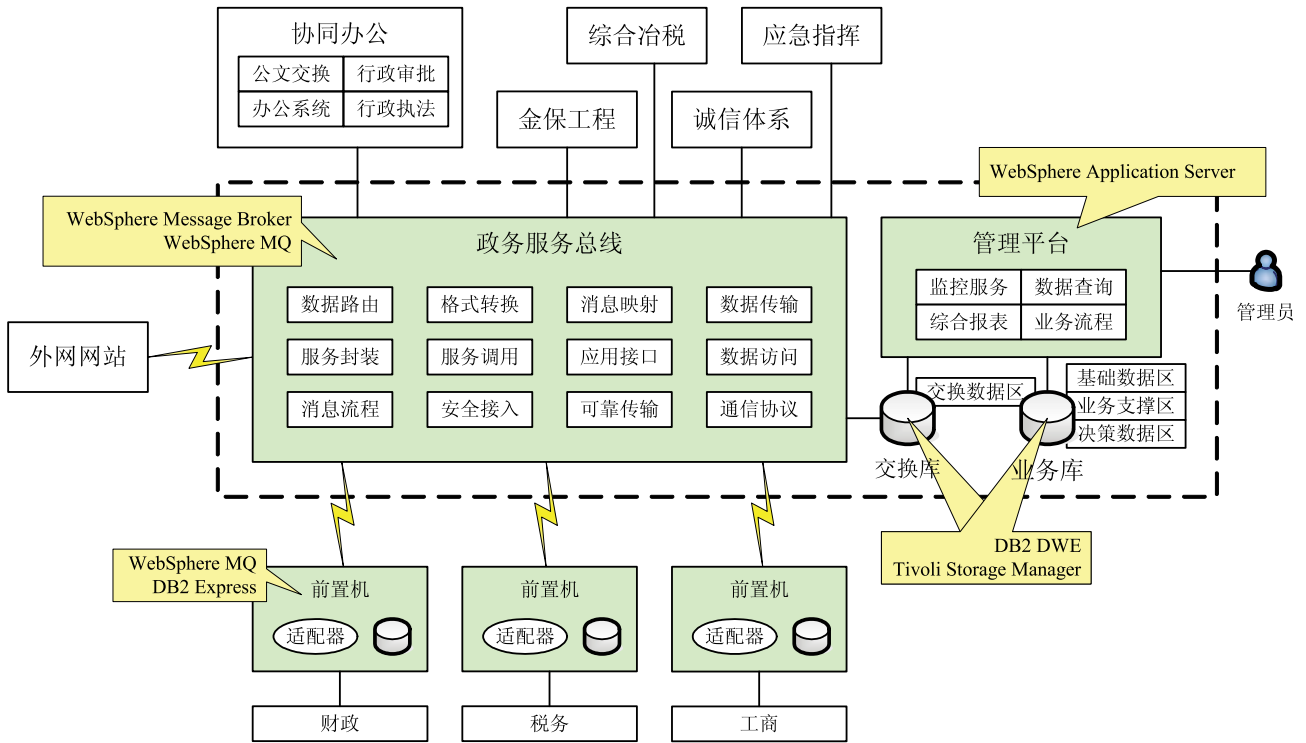 协同办公
公文交换
行政审批
办公系统
行政执法
综合冶税
应急指挥
金保工程
诚信体系
WebSphere Application Server
WebSphere Message Broker
WebSphere MQ
政务服务总线
数据路由
格式转换
消息映射
数据传输
服务封装
服务调用
应用接口
数据访问
消息流程
安全接入
可靠传输
通信协议
管理平台
监控服务
数据查询
综合报表
业务流程
管理员
外网网站
交换数据区
基础数据区
业务支撑区
决策数据区
交换库
业务库
DB2 DWE
Tivoli Storage Manager
WebSphere MQ
DB2 Express
前置机
适配器
前置机
适配器
前置机
适配器
财政
税务
工商